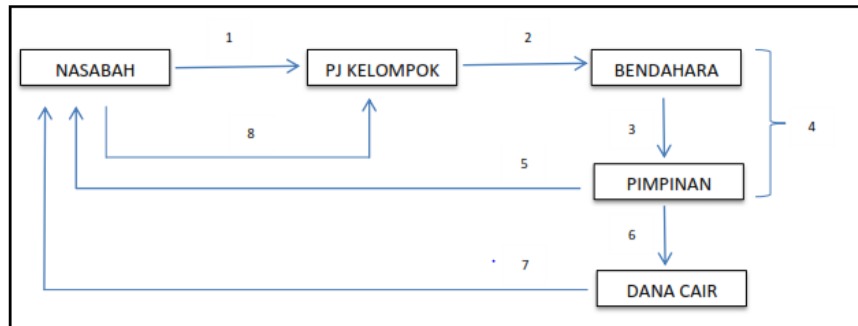 1
2
NASABAH
PJ KELOMPOK
BENDAHARA
3
4
8
5
PIMPINAN
6
7
DANA CAIR